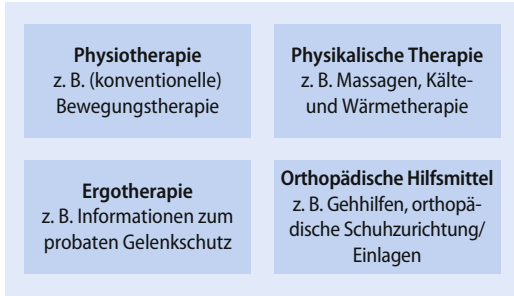 Physiotherapie
z. B. (konventionelle)
Bewegungstherapie
Physikalische Therapie
z. B. Massagen, Kälte-
und Wärmetherapie
Ergotherapie
z. B. Informationen zum
probaten Gelenkschutz
Orthopädische Hilfsmittel
z. B. Gehhilfen, orthopä-
dische Schuhzurichtung/
Einlagen